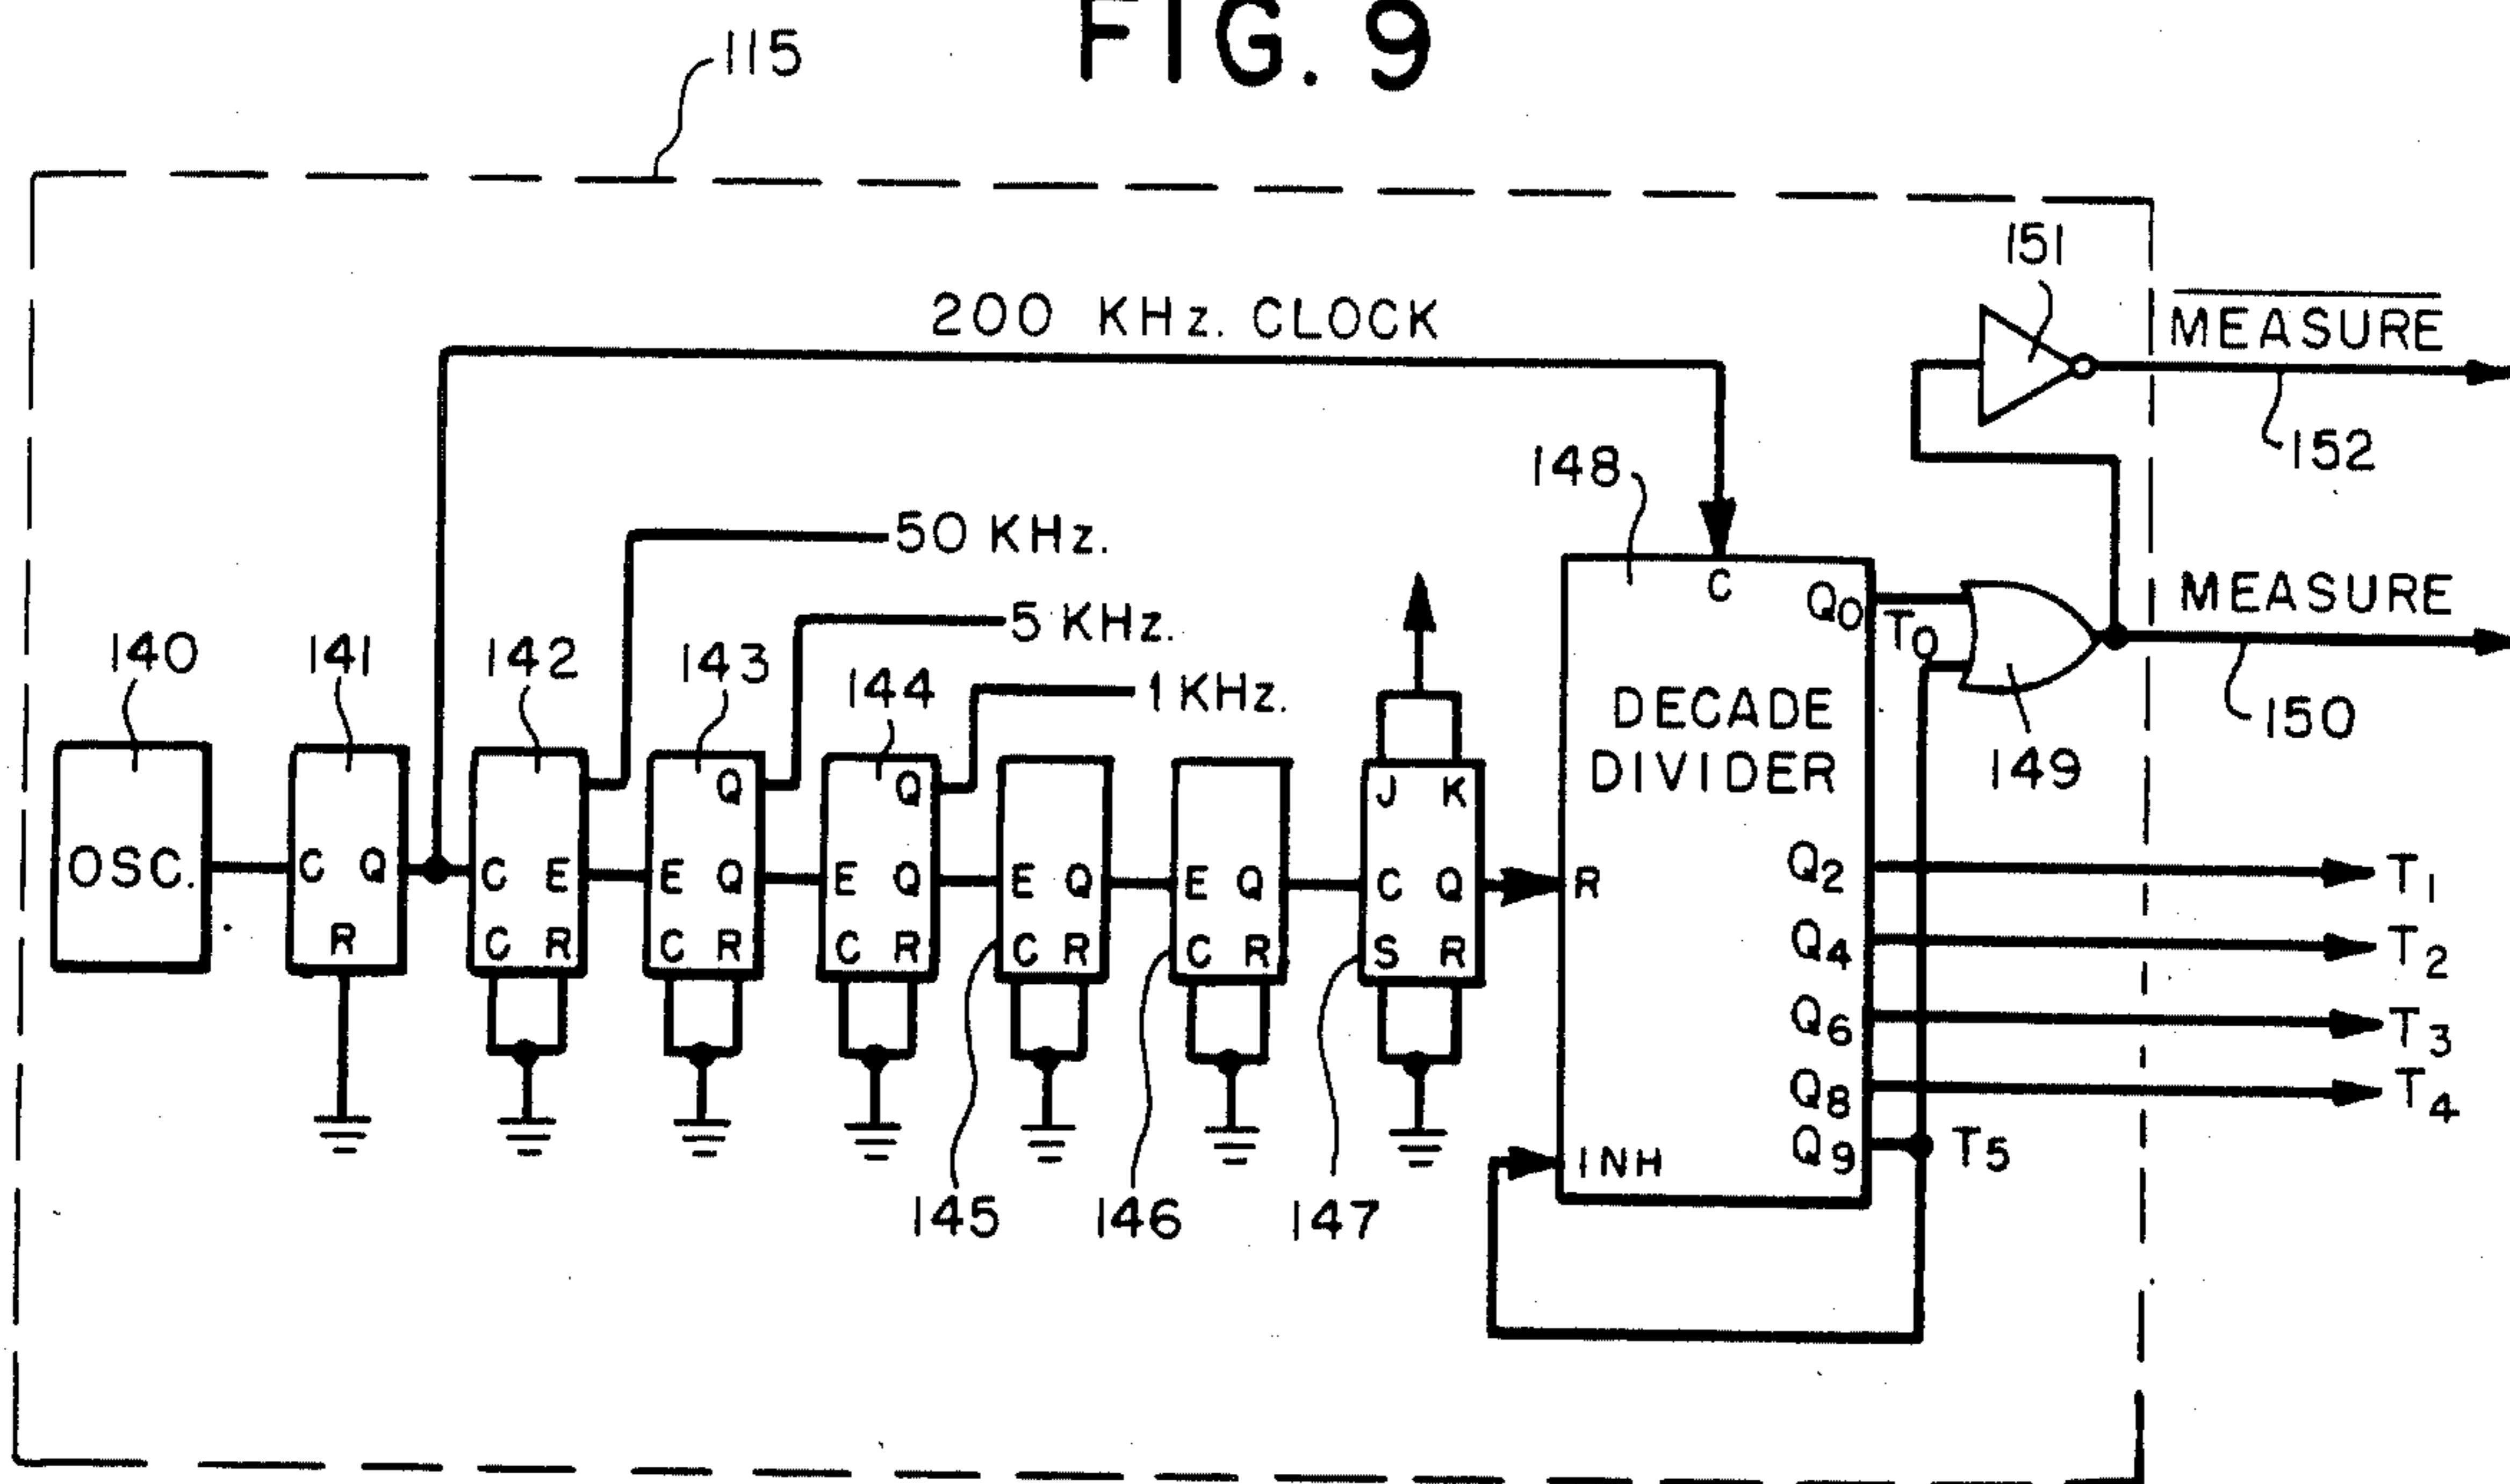 FIG. 9
115
151
200 KHz. CLOCK
MEASURE
152
148
50 KHz.
5 KHz.
MEASURE
C
Q0
T0
140
141
142
143
144
1 KHz.
150
149
DECADE
DIVIDER
Q
Q
J K
OSC.
C Q
C E
E Q
E Q
E Q
E Q
C Q
R
Q2
T1
R
C R
C R
C R
C R
C R
S R
Q4
T2
Q6
T3
Q8
T4
Q9
T5
INH
145
146
147